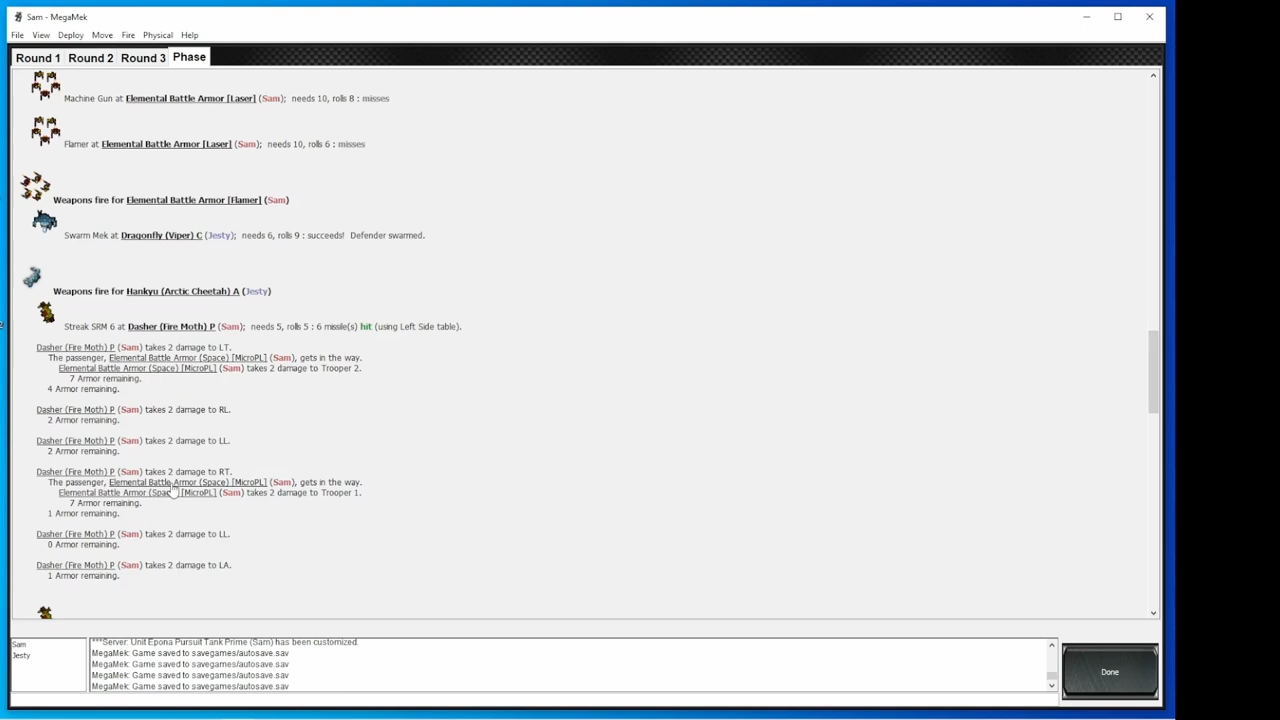 Sam - MegaMek
File View Deploy Move Fire Physical Help
Round 1 Round 2 Round 3 Phase
Machine Gun at Elemental Battle Armor [Laser] (Sam); needs 10, rolls 8 : misses
Flamer at Elemental Battle Armor [Laser] (Sam); needs 10, rolls 6 : misses
Weapons fire for Elemental Battle Armor [Flamer] (Sam)
Swarm Mek at Dragonfly (Viper) C (Jesty); needs 6, rolls 9 : succeeds! Defender swarmed.
Weapons fire for Hankyu (Arctic Cheetah) A (Jesty)
Streak SRM 6 at Dasher (Fire Moth) P (Sam); needs 5, rolls 5 : 6 missile(s) hit (using Left Side table).
Dasher (Fire Moth) P (Sam) takes 2 damage to LT.
The passenger, Elemental Battle Armor (Space) [MicroPL] (Sam), gets in the way.
Elemental Battle Armor (Space) [MicroPL] (Sam) takes 2 damage to Trooper 2.
7 Armor remaining.
4 Armor remaining.
Dasher (Fire Moth) P (Sam) takes 2 damage to RL.
2 Armor remaining.
Dasher (Fire Moth) P (Sam) takes 2 damage to LL.
2 Armor remaining.
Dasher (Fire Moth) P (Sam) takes 2 damage to RT.
The passenger, Elemental Battle Armor (Space) [MicroPL] (Sam), gets in the way.
Elemental Battle Armor (Space) [MicroPL] (Sam) takes 2 damage to Trooper 1.
7 Armor remaining.
1 Armor remaining.
Dasher (Fire Moth) P (Sam) takes 2 damage to LL.
0 Armor remaining.
Dasher (Fire Moth) P (Sam) takes 2 damage to LA.
1 Armor remaining.
Sam
Jesty
***Server: Unit Epona Pursuit Tank Prime (Sam) has been customized.
MegaMek: Game saved to savegames/autosave.sav
MegaMek: Game saved to savegames/autosave.sav
MegaMek: Game saved to savegames/autosave.sav
MegaMek: Game saved to savegames/autosave.sav
Done